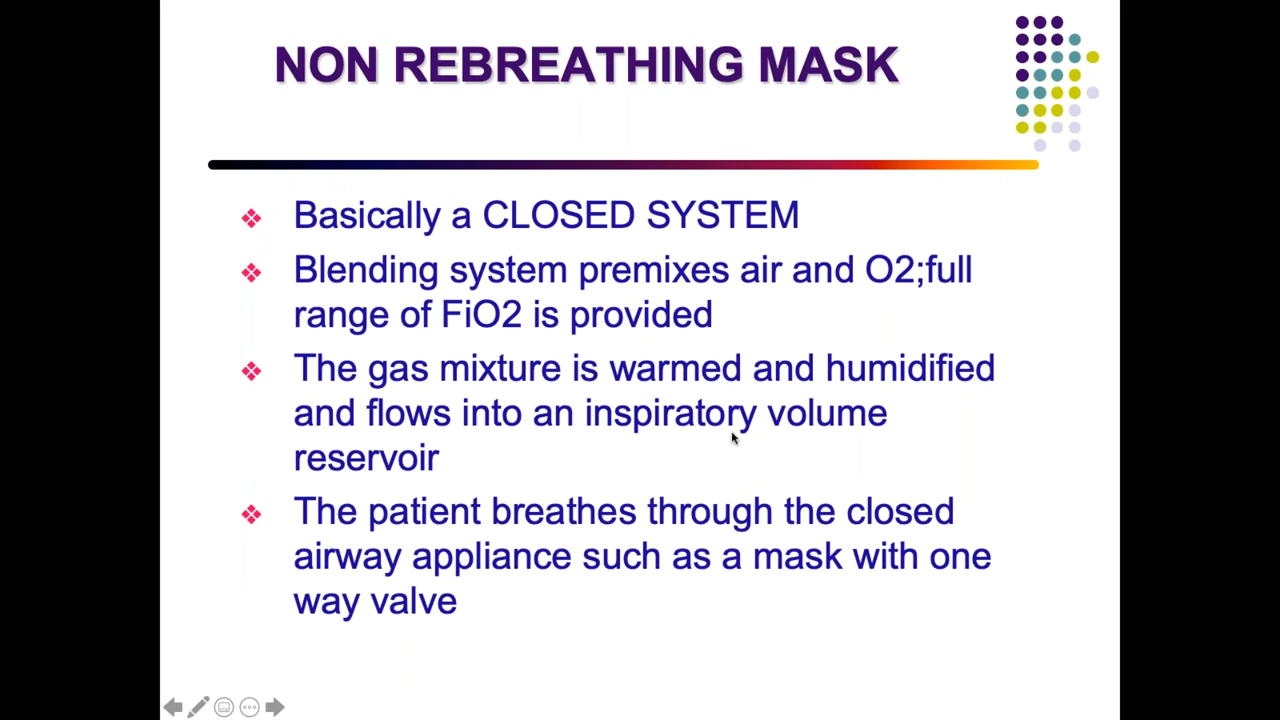 NON REBREATHING MASK
Basically a CLOSED SYSTEM
Blending system premixes air and O2;full
range of FiO2 is provided
The gas mixture is warmed and humidified
and flows into an inspiratory volume
reservoir
The patient breathes through the closed
airway appliance such as a mask with one
way valve